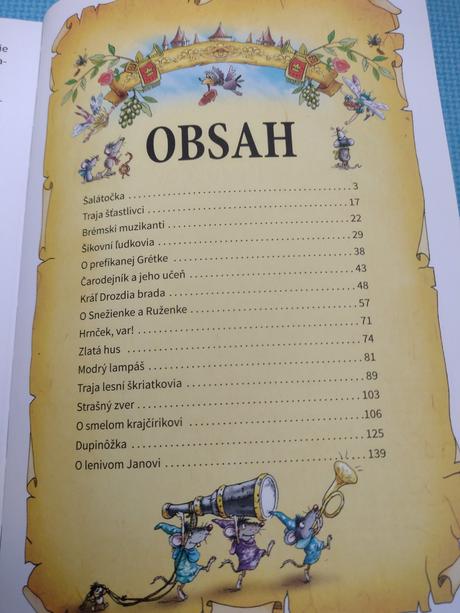 ie
a-
OBSAH
Šalátočka ........ 3
Traja šťastlivci ........ 17
Brémski muzikanti ........ 22
Šikovní ľudkovia ........ 29
O prefíkanej Grétke ........ 38
Čarodejník a jeho učeň ........ 43
Kráľ Drozdia brada ........ 48
O Snežienke a Ruženke ........ 57
Hrnček, var! ........ 71
Zlatá hus ........ 74
Modrý lampáš ........ 81
Traja lesní škriatkovia ........ 89
Strašný zver ........ 103
O smelom krajčírikovi ........ 106
Dupinôžka ........ 125
O lenivom Janovi ........ 139